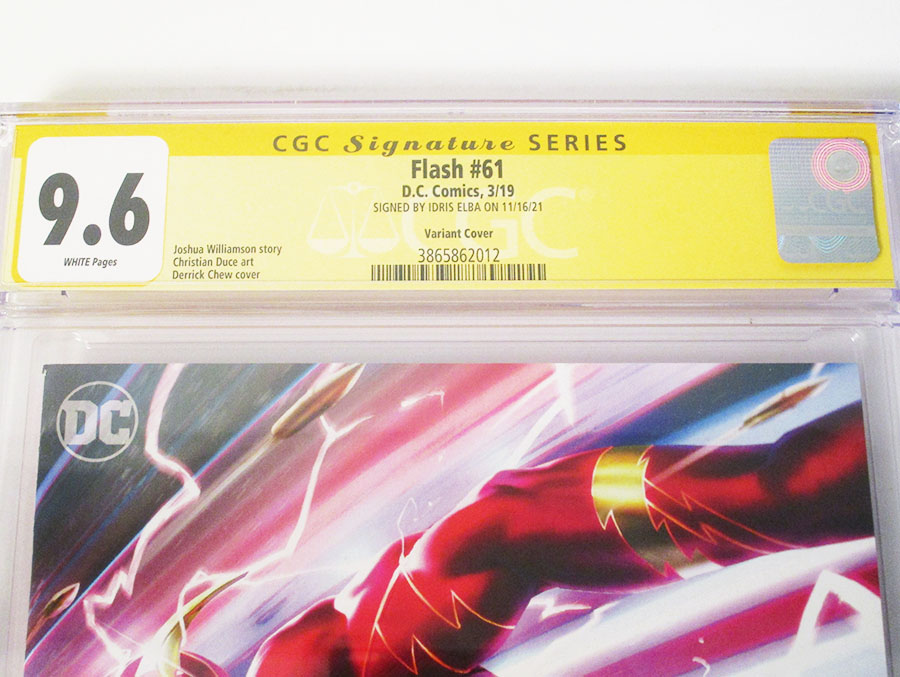 CGC Signature SERIES
9.6
WHITE Pages
Flash #61
D.C. Comics, 3/19
SIGNED BY IDRIS ELBA ON 11/16/21
Variant Cover
3865862012
Joshua Williamson story
Christian Duce art
Derrick Chew cover
CGC
CGC
DC